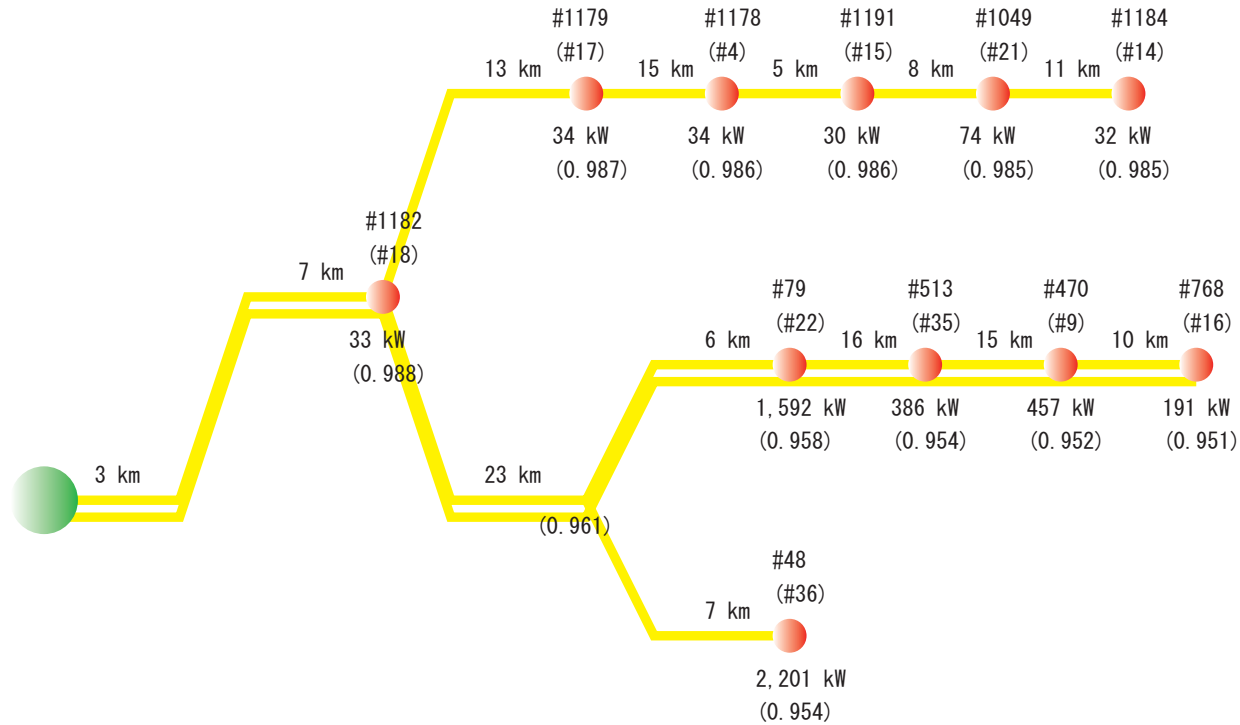 #1179
(#17)
#1178
(#4)
#1191
(#15)
#1049
(#21)
#1184
(#14)
13 km
15 km
5 km
8 km
11 km
34 kW
(0.987)
34 kW
(0.986)
30 kW
(0.986)
74 kW
(0.985)
32 kW
(0.985)
#1182
(#18)
7 km
33 kW
(0.988)
#79
(#22)
#513
(#35)
#470
(#9)
#768
(#16)
6 km
16 km
15 km
10 km
1,592 kW
(0.958)
386 kW
(0.954)
457 kW
(0.952)
191 kW
(0.951)
3 km
23 km
(0.961)
#48
(#36)
7 km
2,201 kW
(0.954)